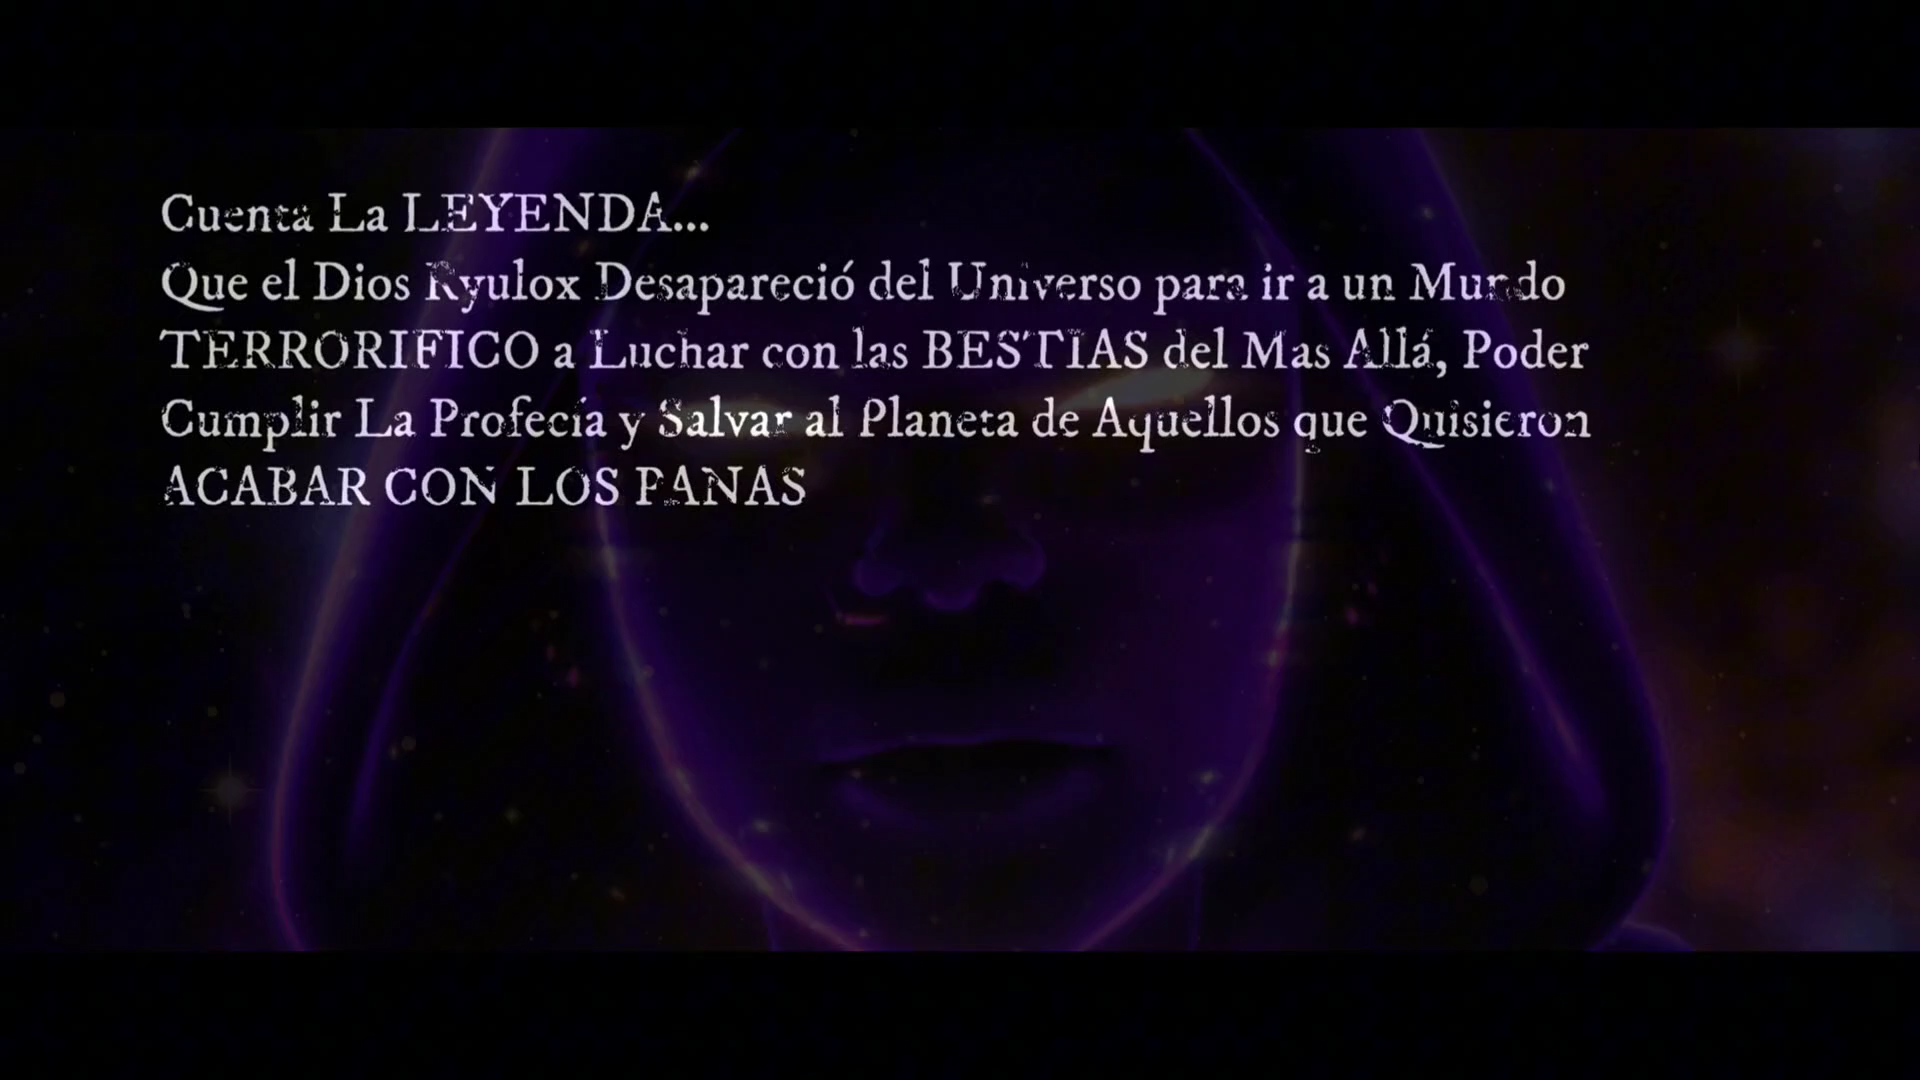 Cuenta La LEYENDA...
Que el Dios Ryulox Desapareció del Universo para ir a un Mundo
TERRORIFICO a Luchar con las BESTIAS del Mas Allá, Poder
Cumplir La Profecía y Salvar al Planeta de Aquellos que Quisieron
ACABAR CON LOS PANAS